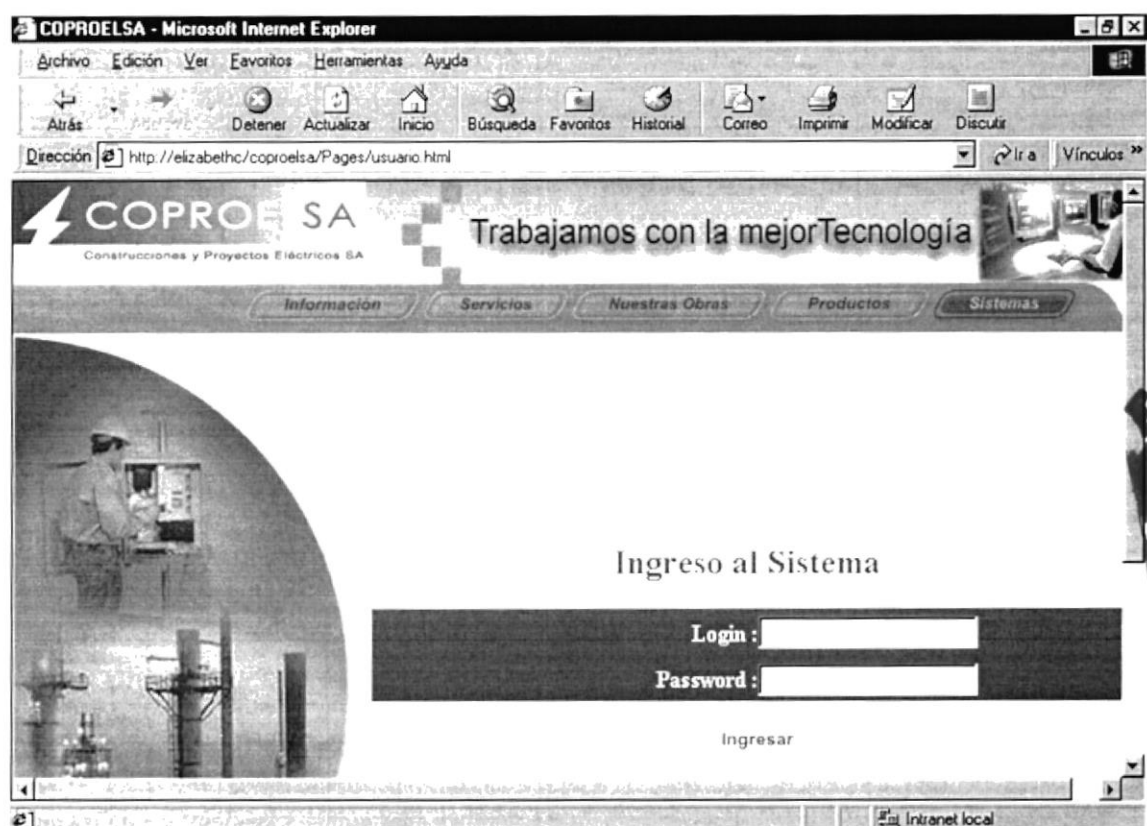 COPROELSA - Microsoft Internet Explorer
Archivo Edición Ver Favoritos Herramientas Ayuda
Atrás Detener Actualizar Inicio Búsqueda Favoritos Historial Correo Imprimir Modificar Discutir
Dirección http://elizabethc/coproelsa/Pages/usuario.html Ir a Vínculos »
COPROE SA
Construcciones y Proyectos Eléctricos SA
Trabajamos con la mejorTecnología
Información Servicios Nuestras Obras Productos Sistemas
Ingreso al Sistema
Login :
Password :
Ingresar
Intranet local